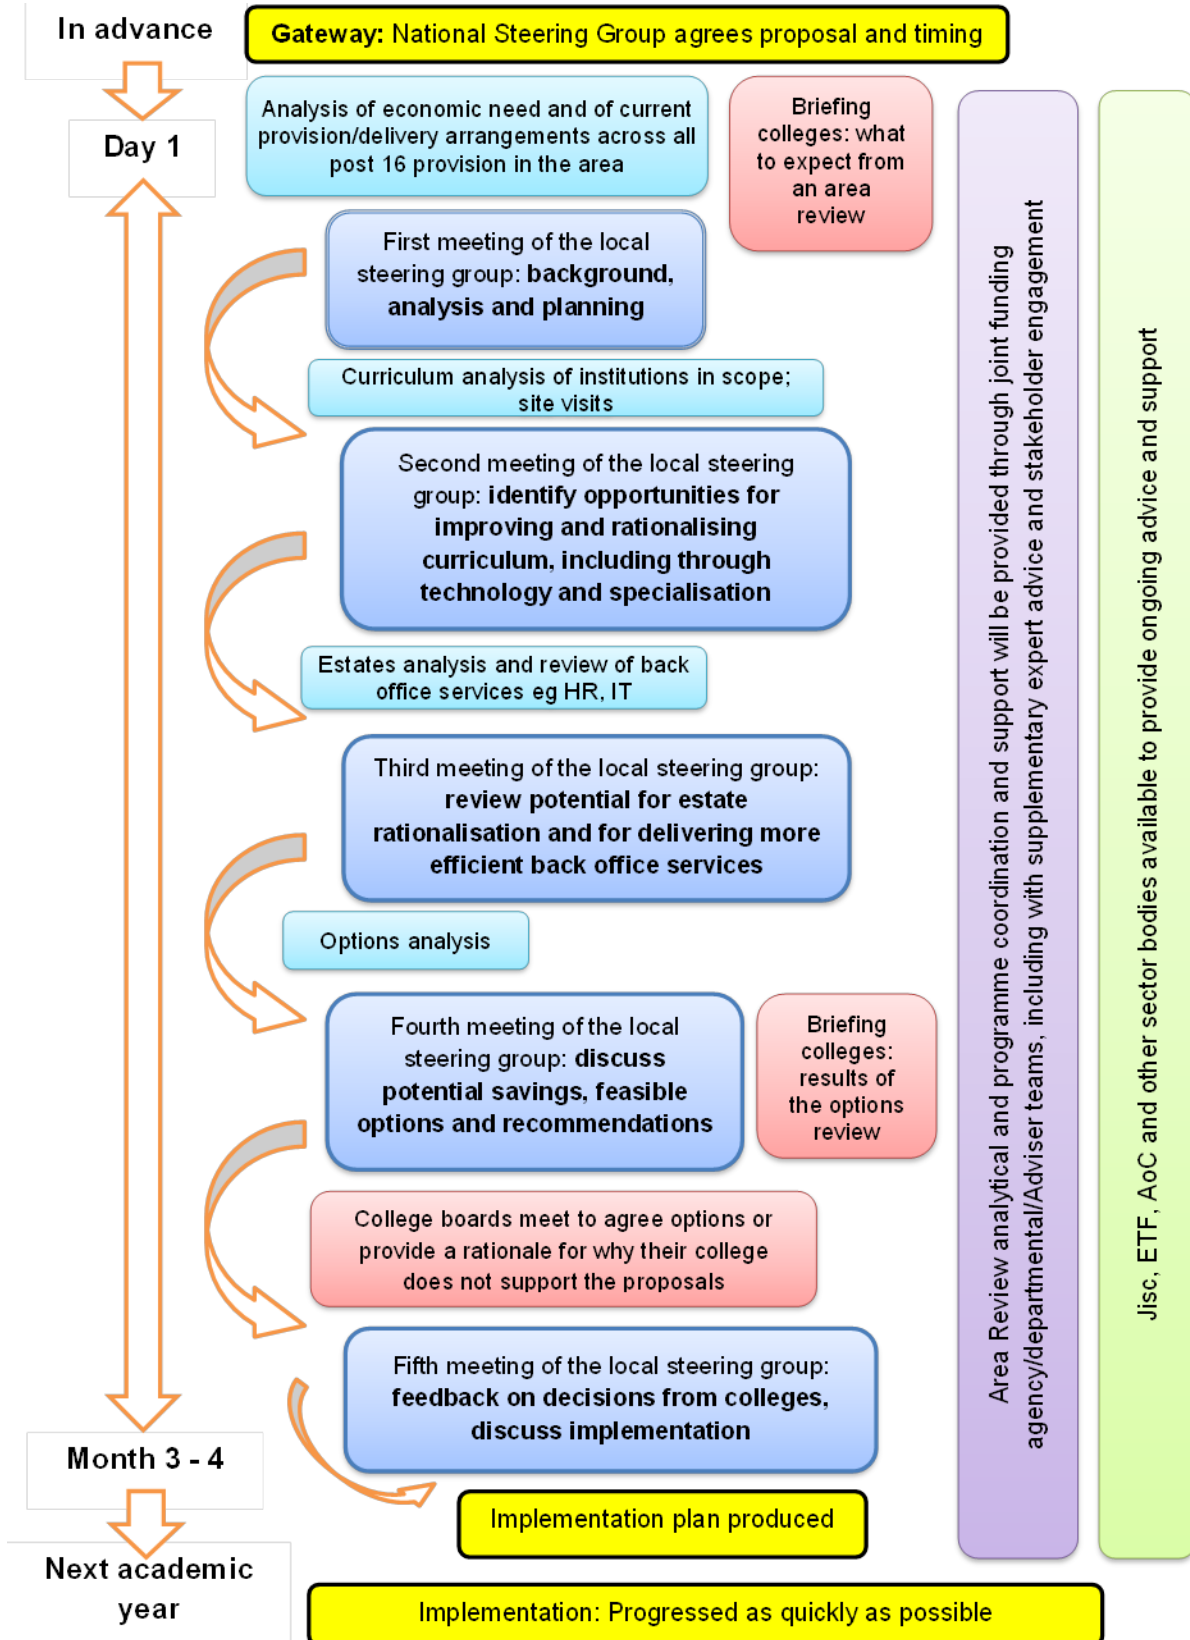 In advance
Gateway: National Steering Group agrees proposal and timing
Day 1
Analysis of economic need and of current
provision/delivery arrangements across all
post 16 provision in the area
Briefing
colleges: what
to expect from
an area
review
First meeting of the local
steering group: background,
analysis and planning
Curriculum analysis of institutions in scope;
site visits
Second meeting of the local steering
group: identify opportunities for
improving and rationalising
curriculum, including through
technology and specialisation
Estates analysis and review of back
office services eg HR, IT
Third meeting of the local steering group:
review potential for estate
rationalisation and for delivering more
efficient back office services
Options analysis
Fourth meeting of the local
steering group: discuss
potential savings, feasible
options and recommendations
Briefing
colleges:
results of
the options
review
College boards meet to agree options or
provide a rationale for why their college
does not support the proposals
Fifth meeting of the local steering group:
feedback on decisions from colleges,
discuss implementation
Month 3 - 4
Implementation plan produced
Next academic
year
Implementation: Progressed as quickly as possible
Area Review analytical and programme coordination and support will be provided through joint funding
agency/departmental/Adviser teams, including with supplementary expert advice and stakeholder engagement
Jisc, ETF, AoC and other sector bodies available to provide ongoing advice and support